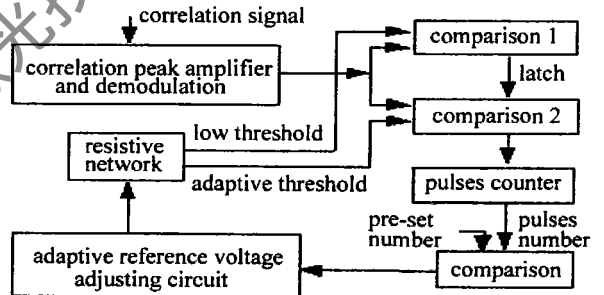 correlation signal
correlation peak amplifier
and demodulation
comparison 1
latch
comparison 2
low threshold
resistive
network
adaptive threshold
pulses counter
pre-set
number
pulses
number
adaptive reference voltage
adjusting circuit
comparison